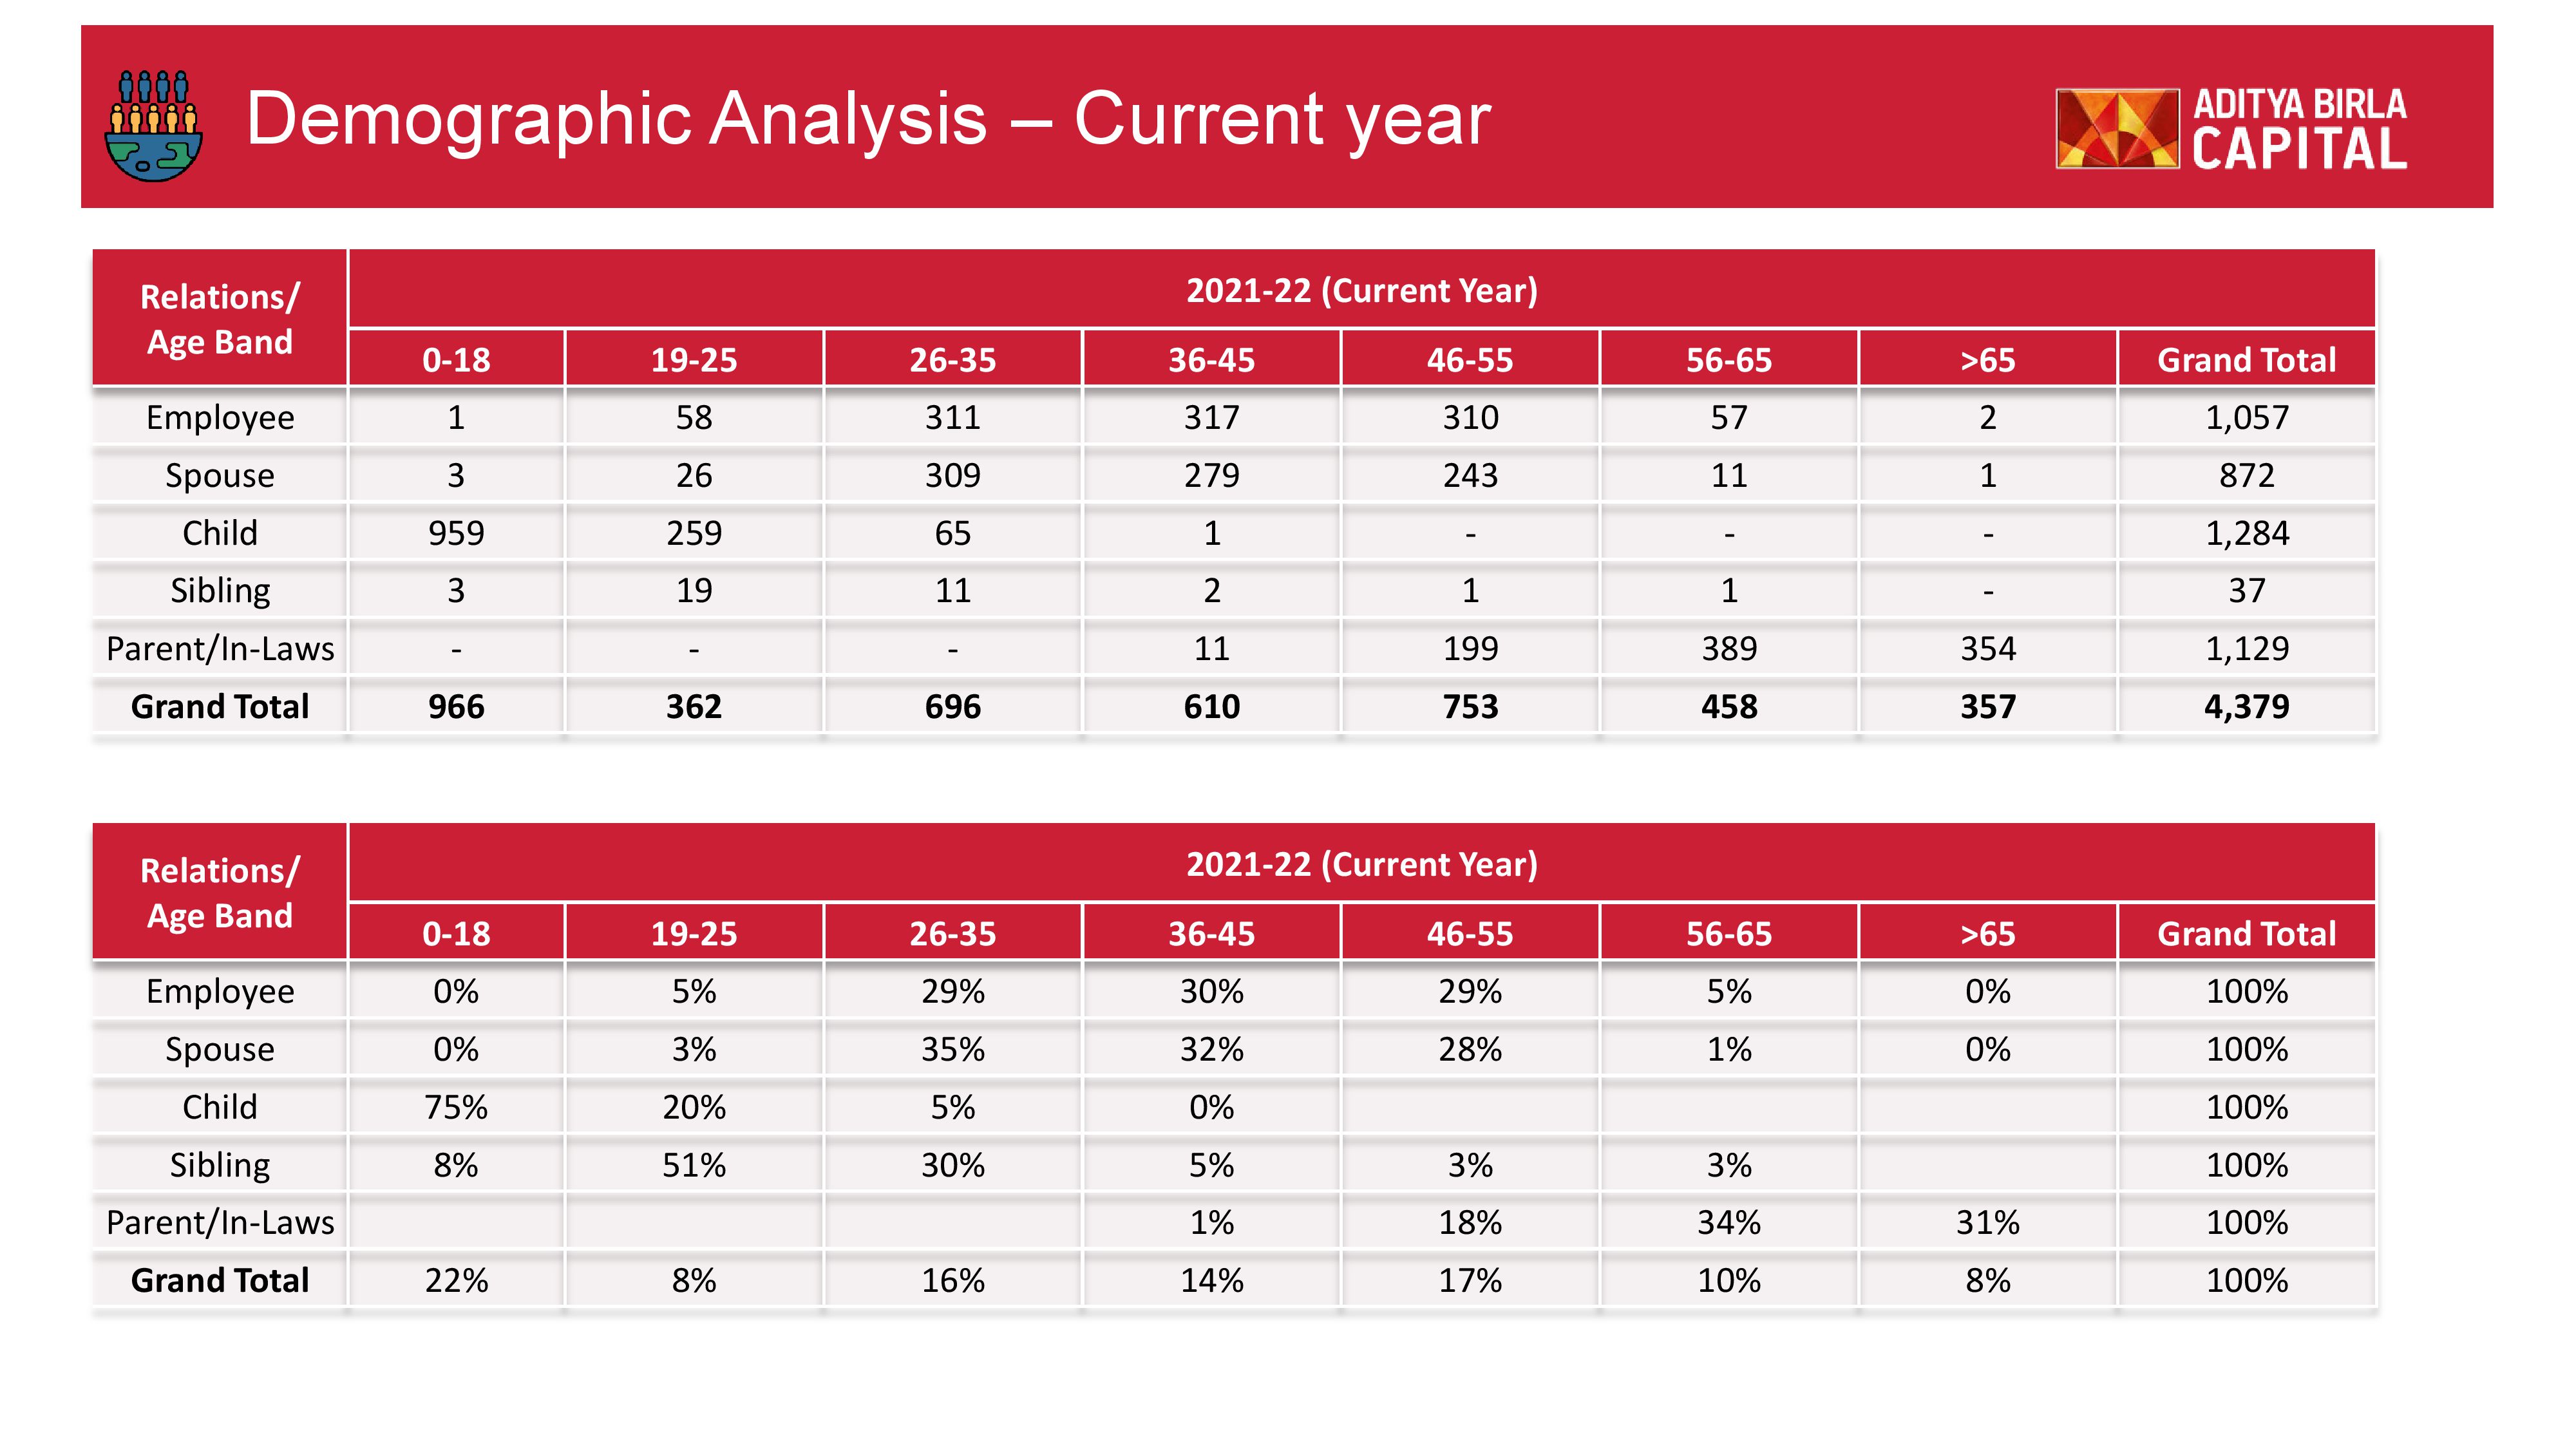 Demographic Analysis – Current year
ADITYA BIRLA
CAPITAL
Relations/
Age Band
2021-22 (Current Year)
0-18 19-25 26-35 36-45 46-55 56-65 >65 Grand Total
Employee 1 58 311 317 310 57 2 1,057
Spouse 3 26 309 279 243 11 1 872
Child 959 259 65 1 - - - 1,284
Sibling 3 19 11 2 1 1 - 37
Parent/In-Laws - - - 11 199 389 354 1,129
Grand Total 966 362 696 610 753 458 357 4,379
Relations/
Age Band
2021-22 (Current Year)
0-18 19-25 26-35 36-45 46-55 56-65 >65 Grand Total
Employee 0% 5% 29% 30% 29% 5% 0% 100%
Spouse 0% 3% 35% 32% 28% 1% 0% 100%
Child 75% 20% 5% 0% 100%
Sibling 8% 51% 30% 5% 3% 3% 100%
Parent/In-Laws 1% 18% 34% 31% 100%
Grand Total 22% 8% 16% 14% 17% 10% 8% 100%